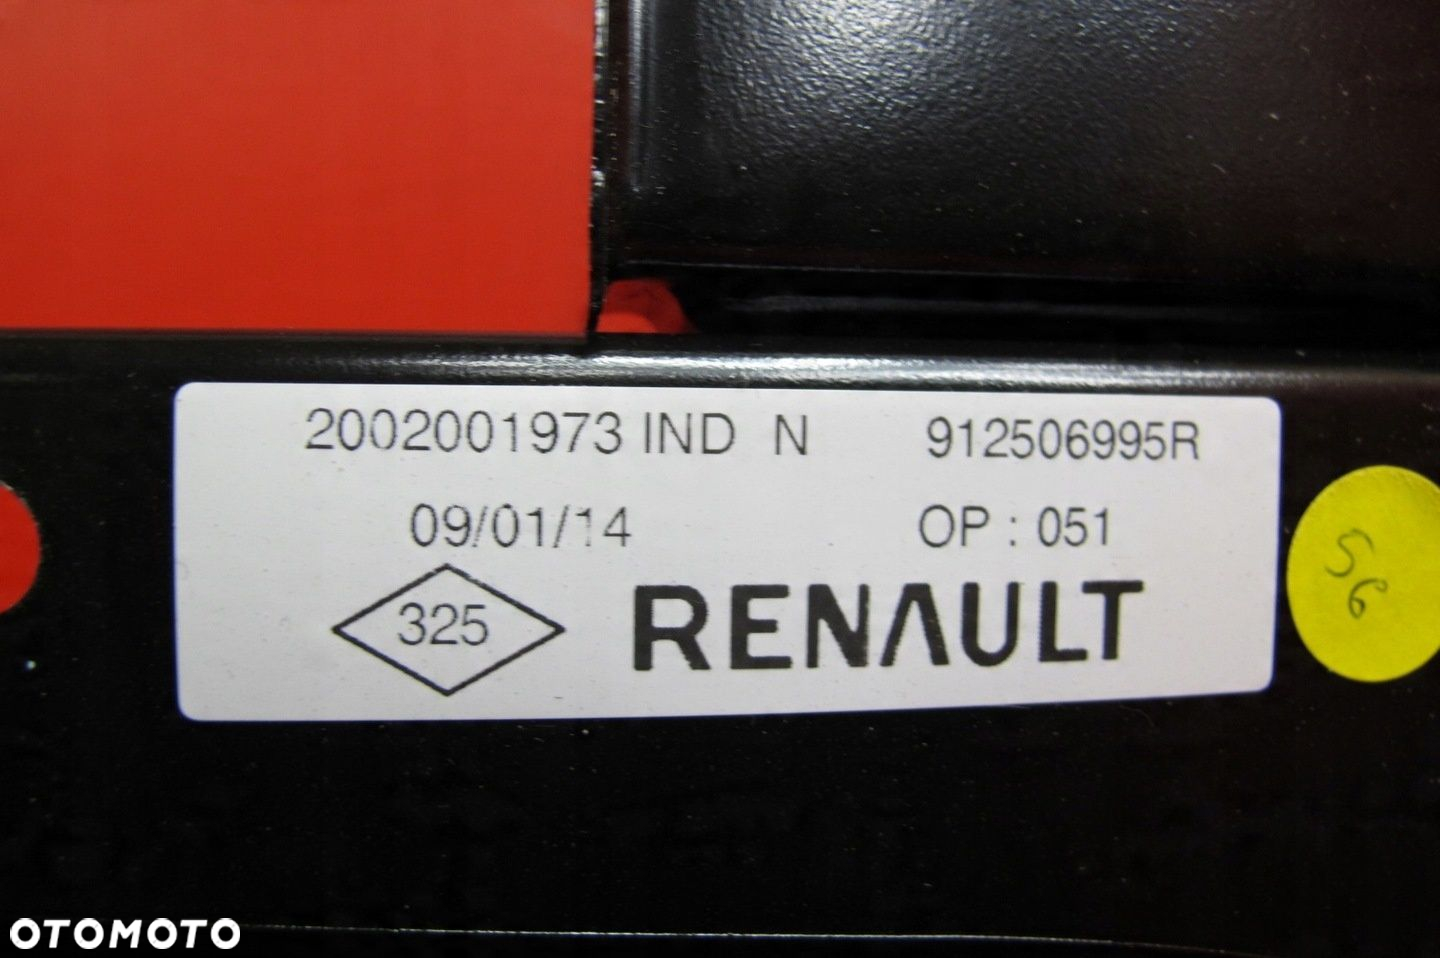 2002001973 IND N 912506995R
09/01/14 OP : 051
325 RENAULT
56
OTOMOTO